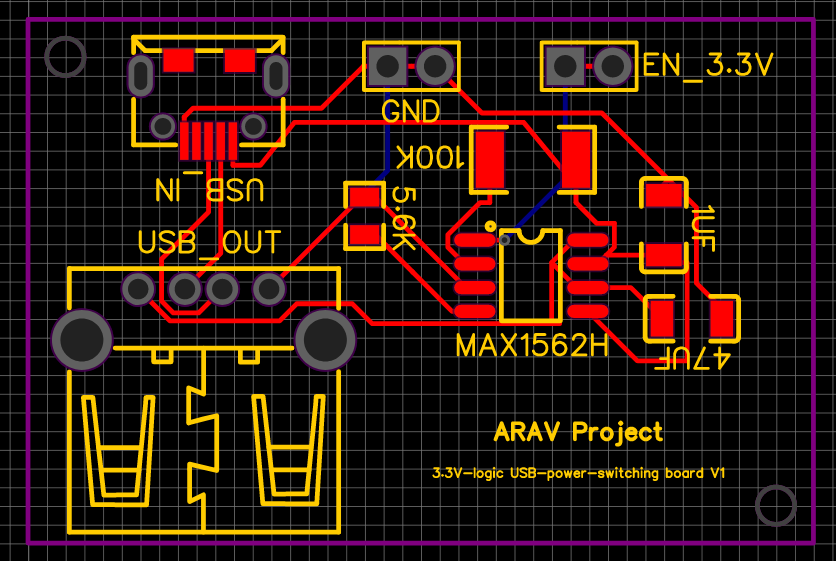 EN_3.3V
GND
100K
USB_IN
5.6K
1UF
USB_OUT
MAX1562H
47UF
ARAV Project
3.3V-logic USB-power-switching board V1